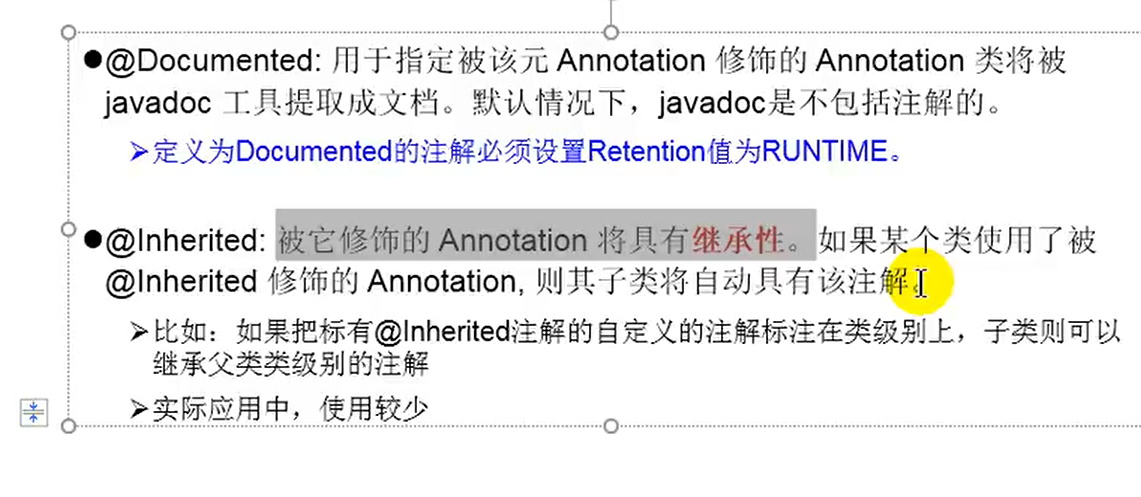 ●@Documented: 用于指定被该元 Annotation 修饰的 Annotation 类将被
javadoc 工具提取成文档。默认情况下，javadoc是不包括注解的。
➢定义为Documented的注解必须设置Retention值为RUNTIME。
●@Inherited: 被它修饰的 Annotation 将具有继承性。如果某个类使用了被
@Inherited 修饰的 Annotation, 则其子类将自动具有该注解。
➢比如：如果把标有@Inherited注解的自定义的注解标注在类级别上，子类则可以
继承父类类级别的注解
➢实际应用中，使用较少